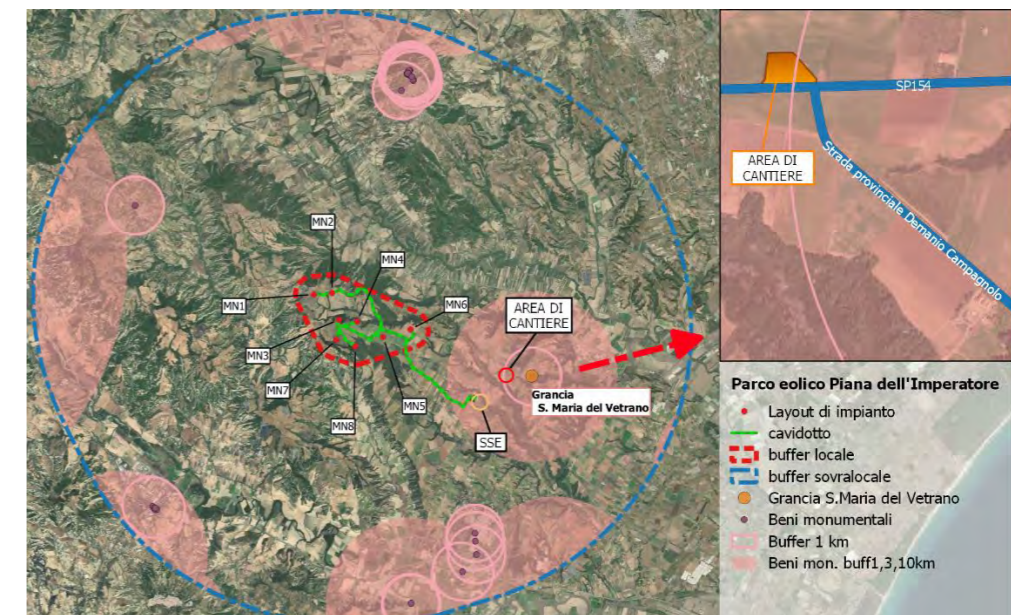 MN2
MN4
MN1
MN6
MN3
MN7
MN8
MN5
AREA DI
CANTIERE
Grancia
S. Maria del Vetrano
SSE
SP154
AREA DI
CANTIERE
Strada provinciale Demanio Campagnolo
Parco eolico Piana dell'Imperatore
Layout di impianto
cavidotto
buffer locale
buffer sovralocale
Grancia S.Maria del Vetrano
Beni monumentali
Buffer 1 km
Beni mon. buff1,3,10km